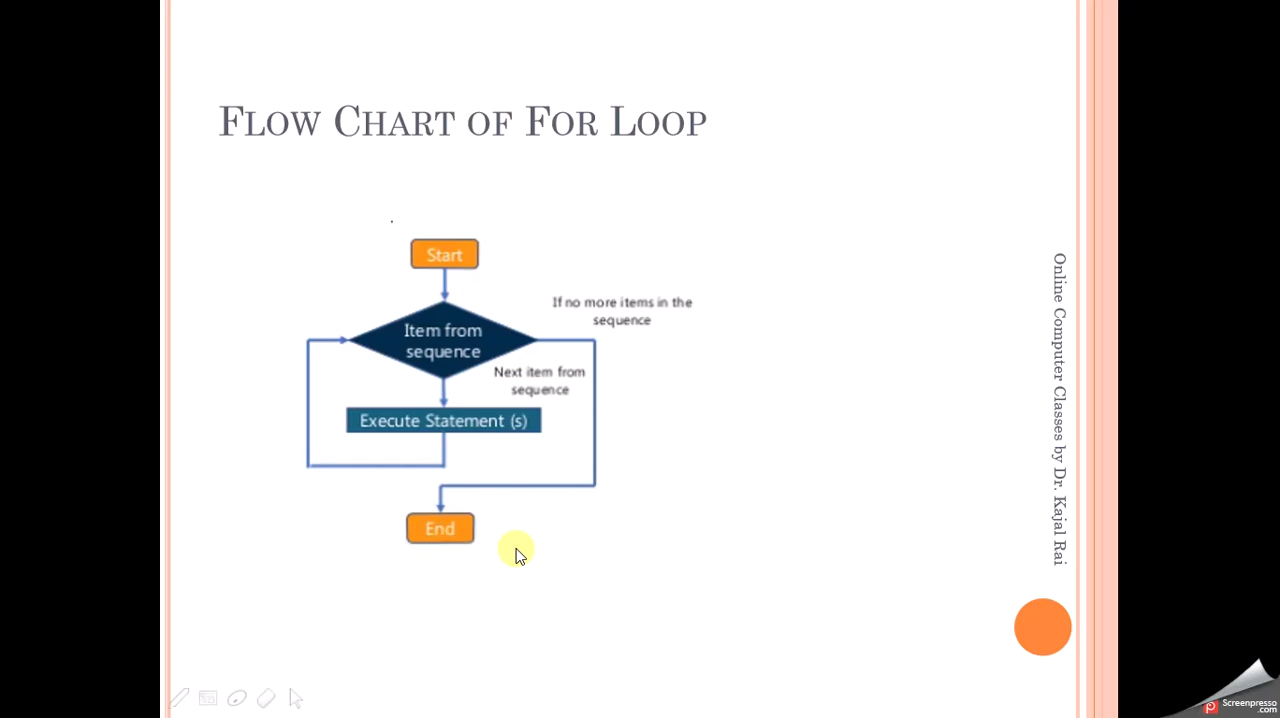 FLOW CHART OF FOR LOOP
Start
If no more items in the
sequence
Item from
sequence
Next item from
sequence
Execute Statement (s)
End
Online Computer Classes by Dr. Kajal Rai
Screenpresso
.com